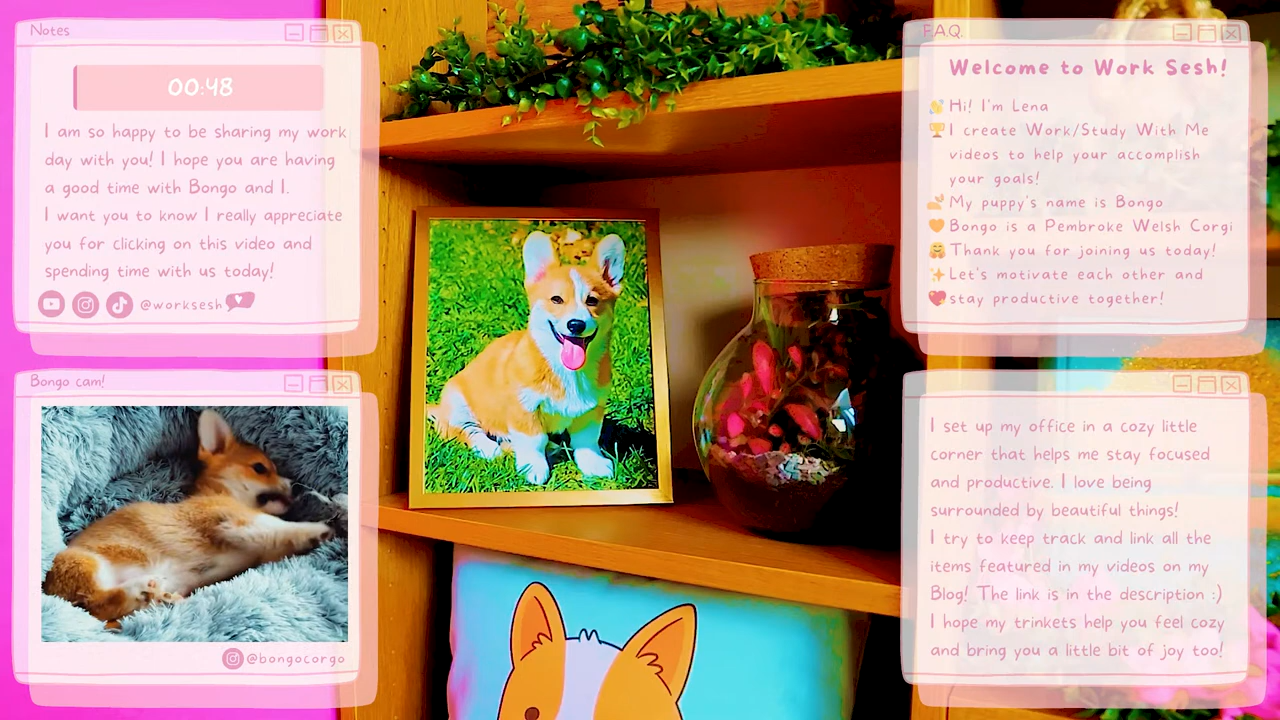 Notes
00:48
I am so happy to be sharing my work
day with you! I hope you are having
a good time with Bongo and I.
I want you to know I really appreciate
you for clicking on this video and
spending time with us today!
@worksesh
Bongo cam!
@bongocorgo
F.A.Q.
Welcome to Work Sesh!
Hi! I'm Lena
I create Work/Study With Me
videos to help your accomplish
your goals!
My puppy's name is Bongo
Bongo is a Pembroke Welsh Corgi
Thank you for joining us today!
Let's motivate each other and
stay productive together!
I set up my office in a cozy little
corner that helps me stay focused
and productive. I love being
surrounded by beautiful things!
I try to keep track and link all the
items featured in my videos on my
Blog! The link is in the description :)
I hope my trinkets help you feel cozy
and bring you a little bit of joy too!